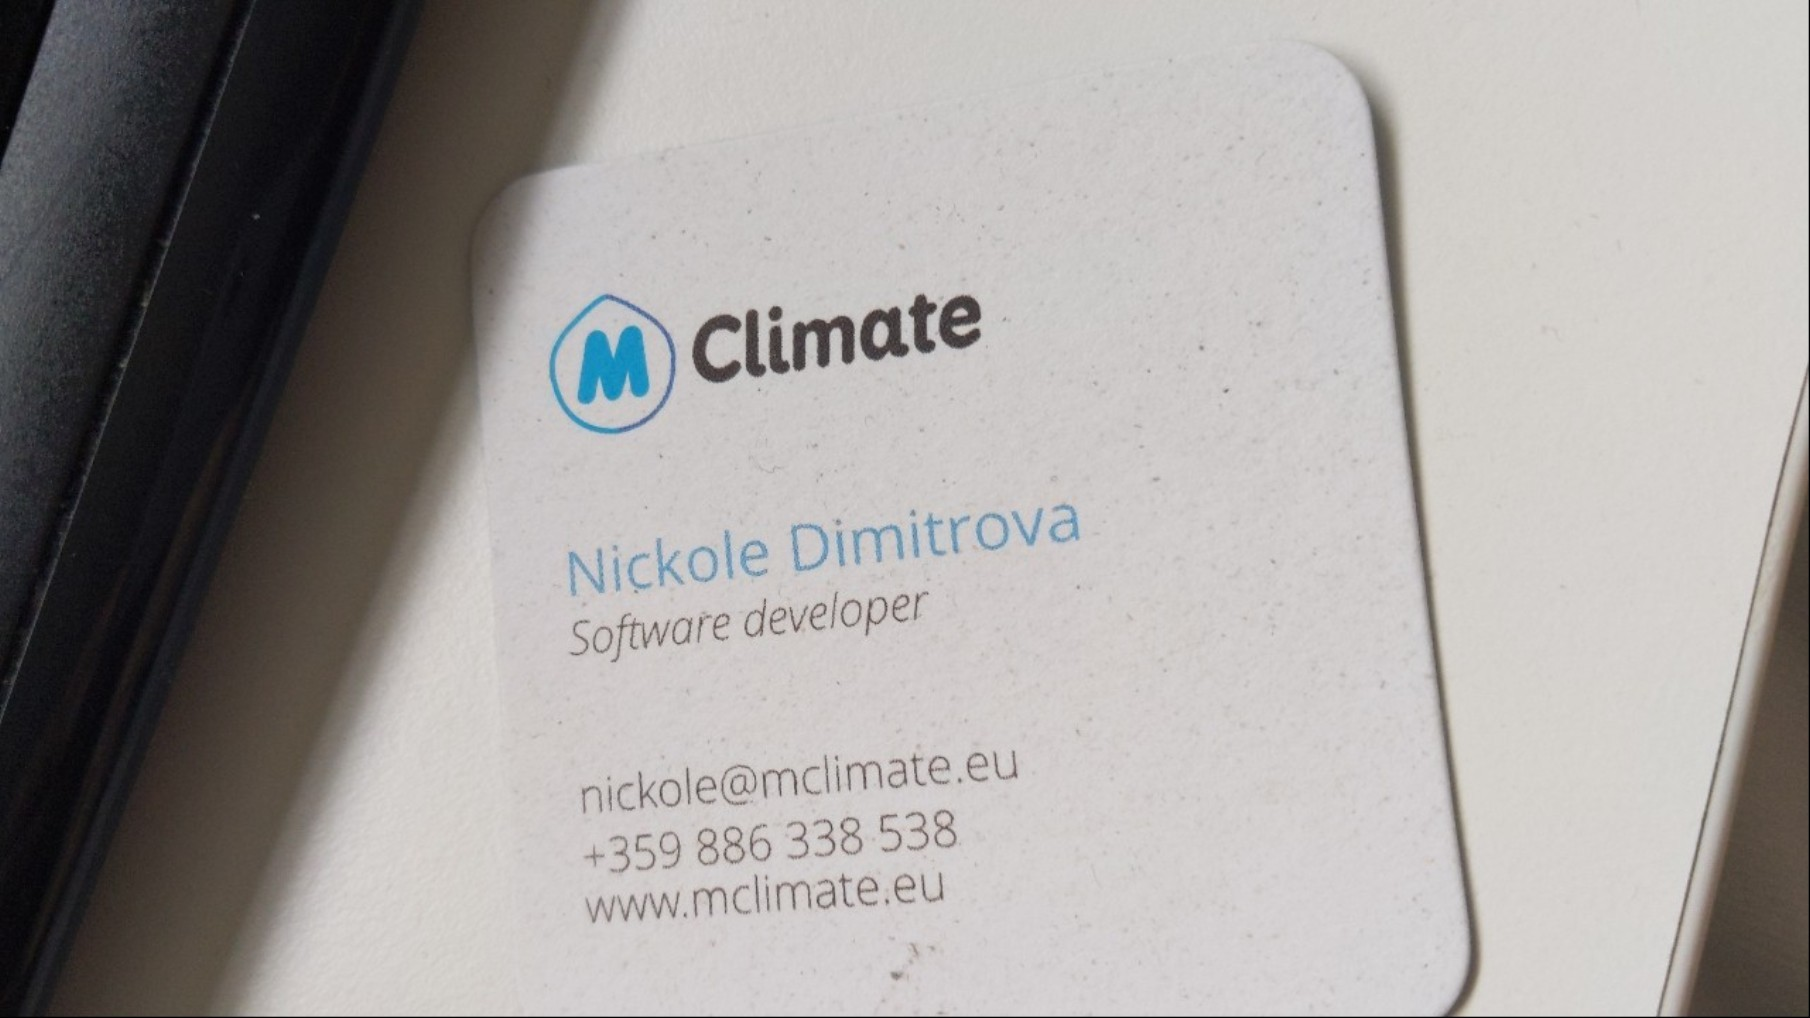 M Climate
Nickole Dimitrova
Software developer
nickole@mclimate.eu
+359 886 338 538
www.mclimate.eu